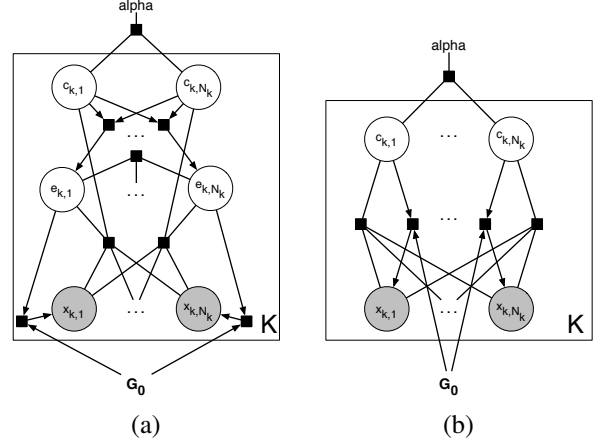 alpha
c_{k,1} c_{k,N_k}
...
e_{k,1} ... e_{k,N_k}
x_{k,1} ... x_{k,N_k}
K
G_0
(a)
alpha
c_{k,1} ... c_{k,N_k}
...
x_{k,1} ... x_{k,N_k}
K
G_0
(b)